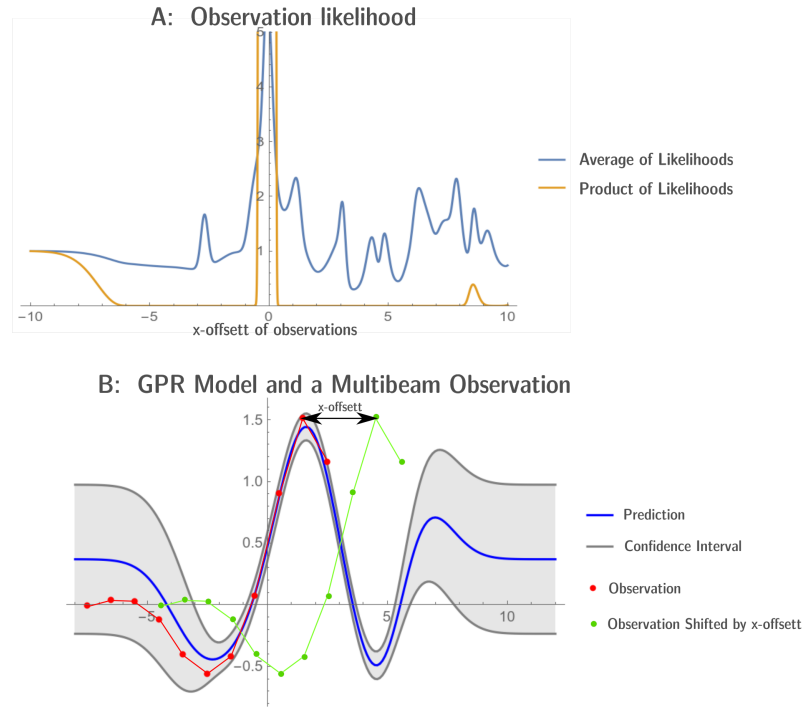 A: Observation likelihood
5
4
3
2
1
−10
−5
0
5
10
x-offsett of observations
Average of Likelihoods
Product of Likelihoods
B: GPR Model and a Multibeam Observation
x-offsett
1.5
1.0
0.5
−5
5
10
−0.5
Prediction
Confidence Interval
Observation
Observation Shifted by x-offsett